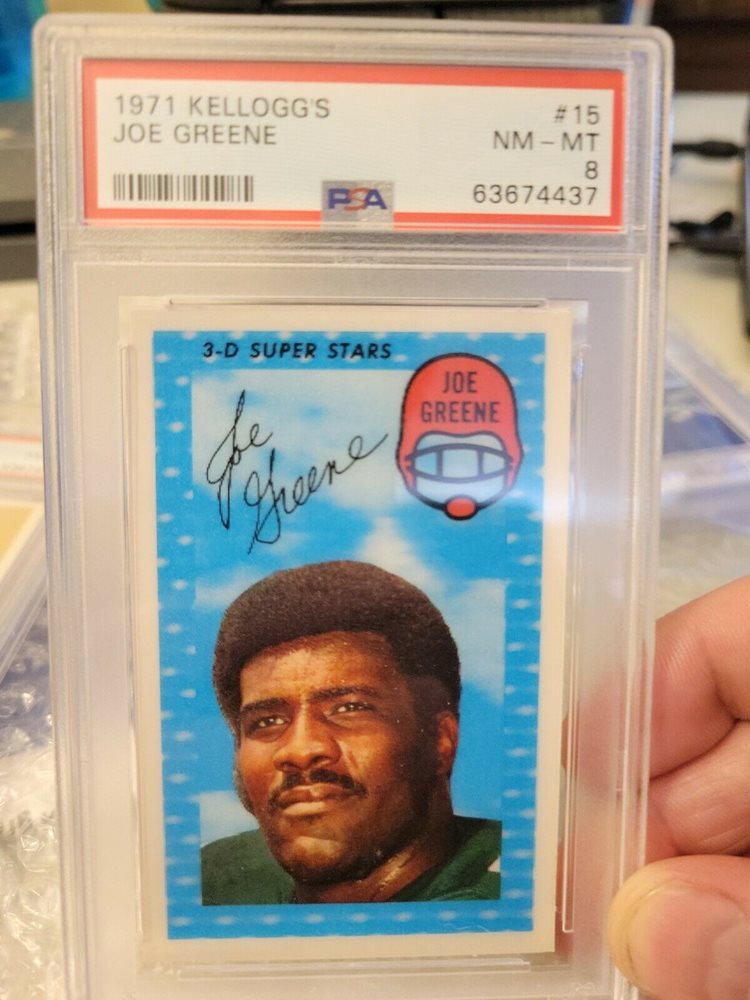 1971 KELLOGG'S #15
JOE GREENE NM - MT
8
PSA 63674437
3-D SUPER STARS
JOE
GREENE
Joe
Greene